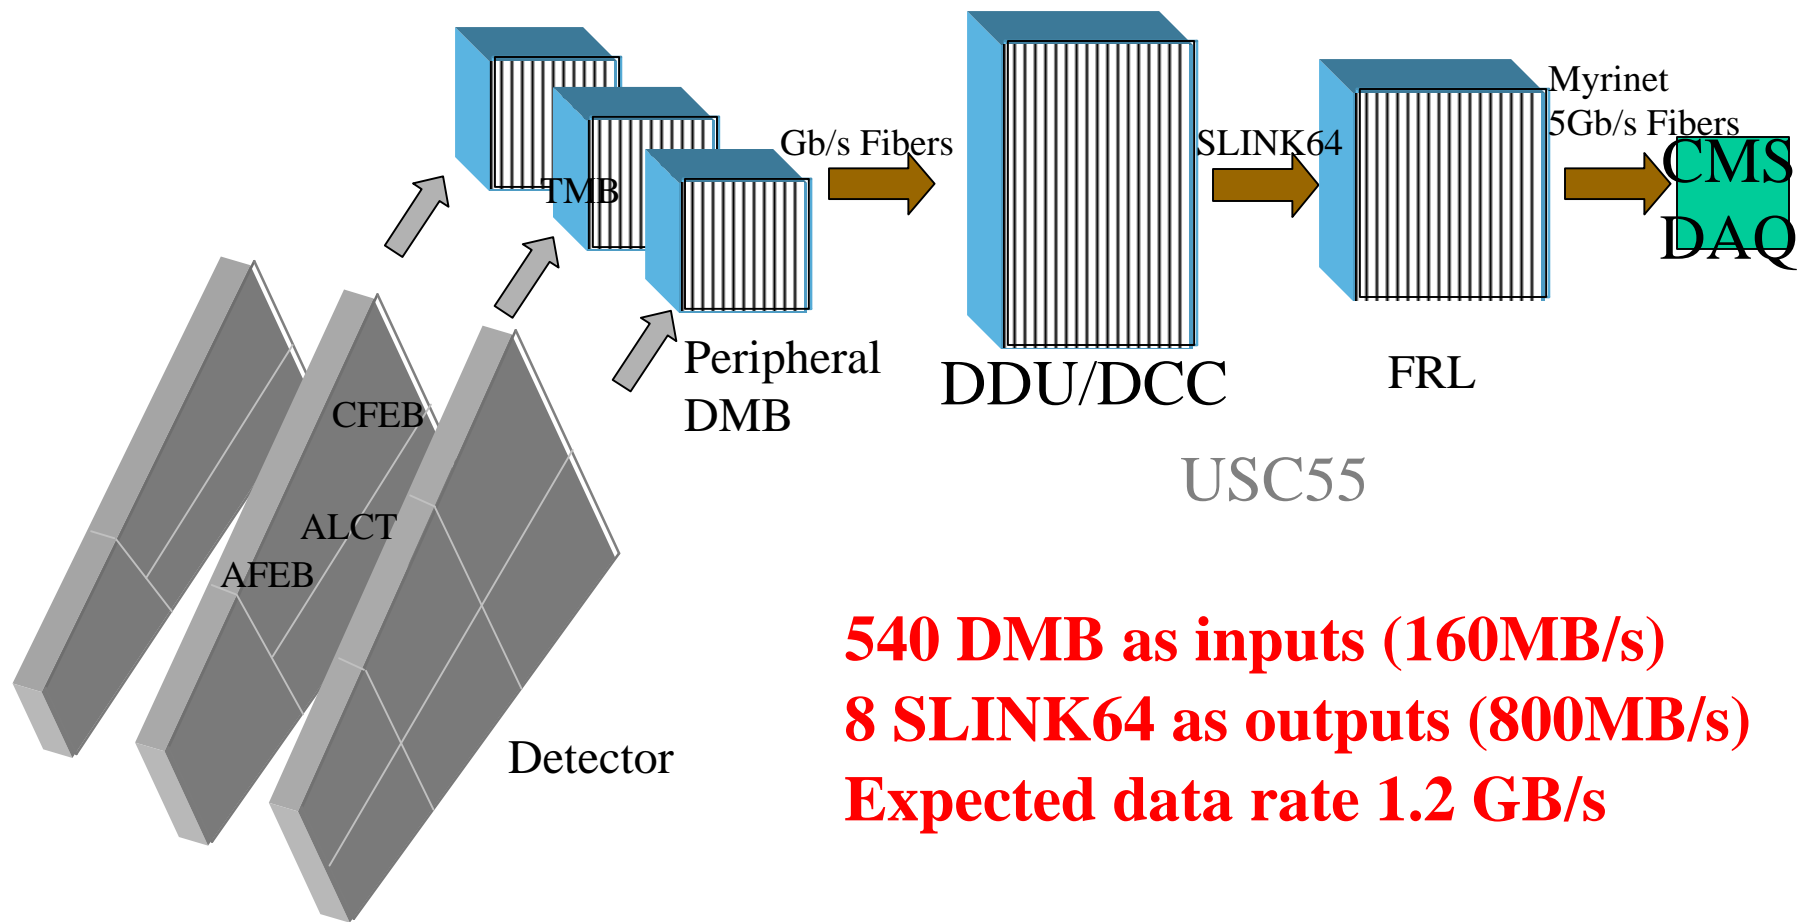 Myrinet
5Gb/s Fibers
Gb/s Fibers
SLINK64
CMS
DAQ
TMB
Peripheral
DMB
DDU/DCC
FRL
CFEB
USC55
ALCT
AFEB
540 DMB as inputs (160MB/s)
8 SLINK64 as outputs (800MB/s)
Expected data rate 1.2 GB/s
Detector